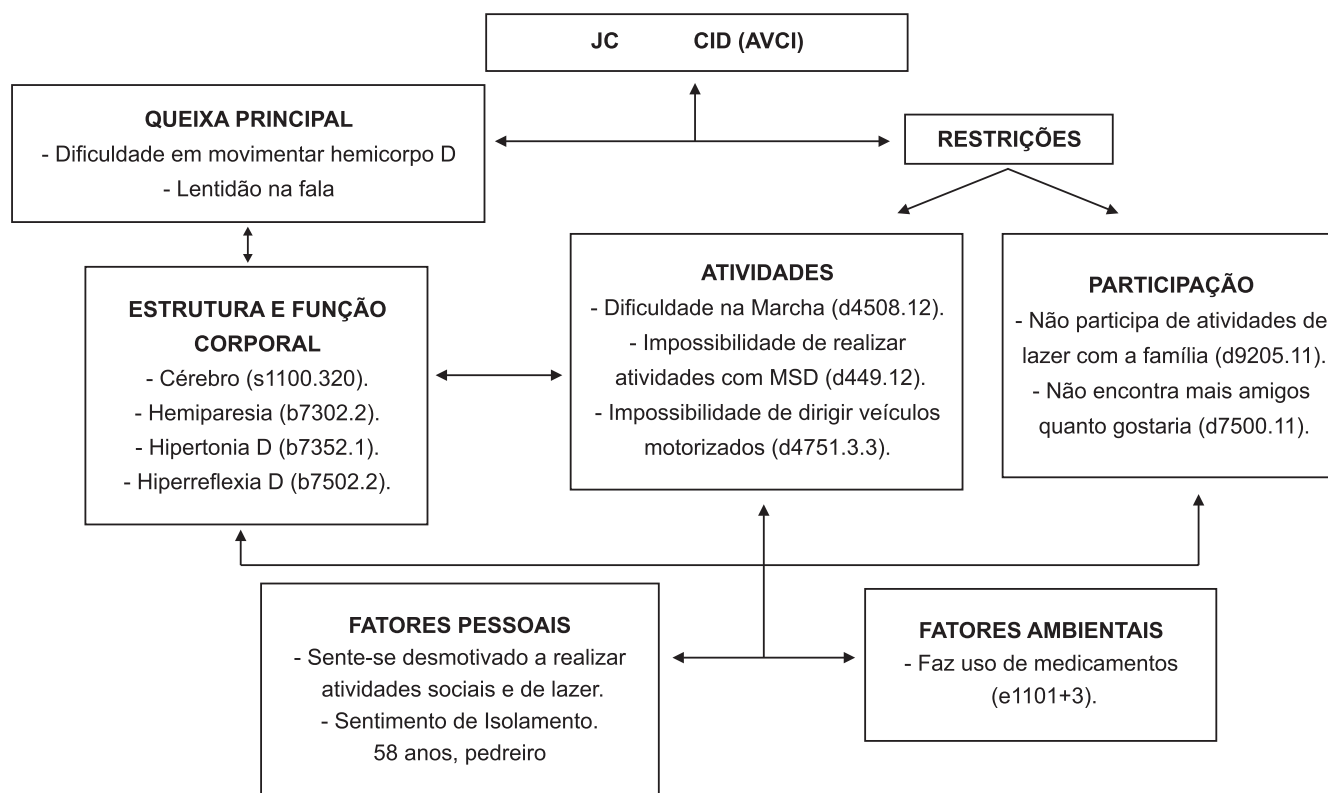 JC CID (AVCI)
QUEIXA PRINCIPAL
- Dificuldade em movimentar hemicorpo D
- Lentidão na fala
RESTRIÇÕES
ESTRUTURA E FUNÇÃO
CORPORAL
- Cérebro (s1100.320).
- Hemiparesia (b7302.2).
- Hipertonia D (b7352.1).
- Hiperreflexia D (b7502.2).
ATIVIDADES
- Dificuldade na Marcha (d4508.12).
- Impossibilidade de realizar
atividades com MSD (d449.12).
- Impossibilidade de dirigir veículos
motorizados (d4751.3.3).
PARTICIPAÇÃO
- Não participa de atividades de
lazer com a família (d9205.11).
- Não encontra mais amigos
quanto gostaria (d7500.11).
FATORES PESSOAIS
- Sente-se desmotivado a realizar
atividades sociais e de lazer.
- Sentimento de Isolamento.
58 anos, pedreiro
FATORES AMBIENTAIS
- Faz uso de medicamentos
(e1101+3).